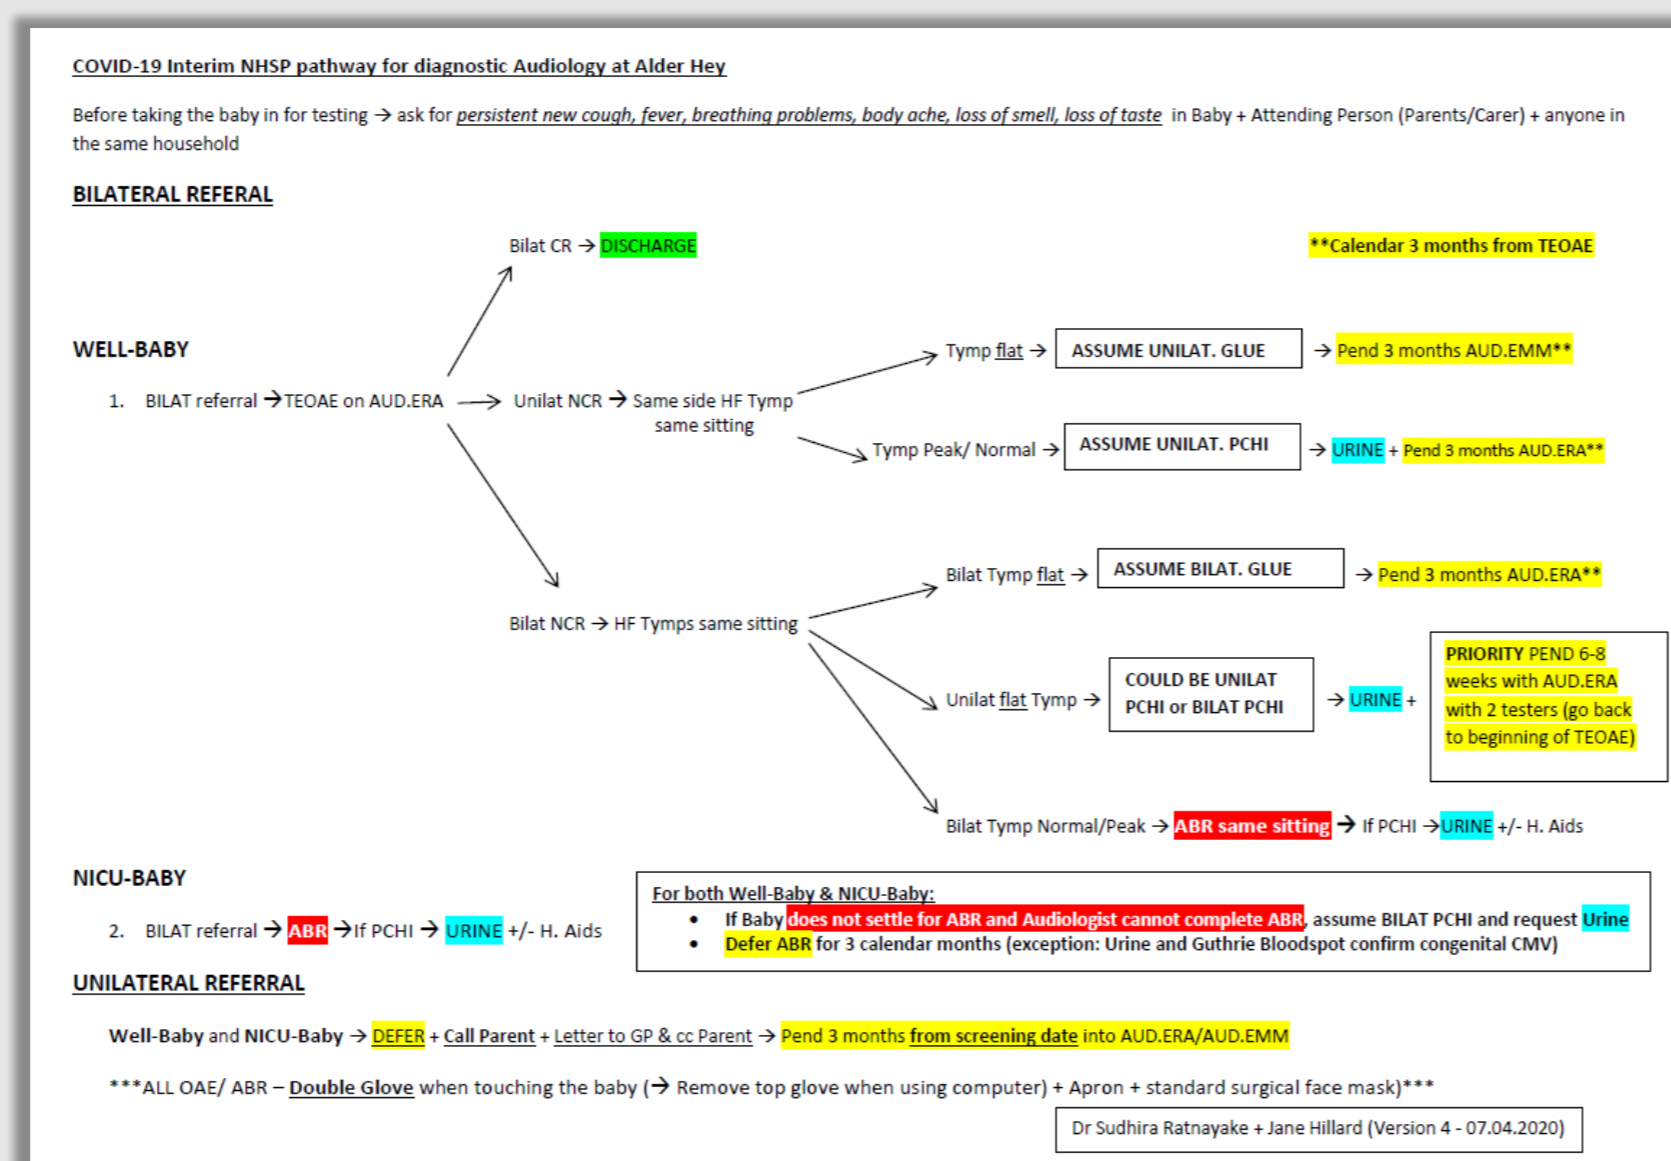 COVID-19 Interim NHSP pathway for diagnostic Audiology at Alder Hey
Before taking the baby in for testing → ask for persistent new cough, fever, breathing problems, body ache, loss of smell, loss of taste in Baby + Attending Person (Parents/Carer) + anyone in
the same household
BILATERAL REFERAL
Bilat CR → DISCHARGE
**Calendar 3 months from TEOAE
WELL-BABY
Tymp flat → ASSUME UNILAT. GLUE → Pend 3 months AUD.EMM**
1. BILAT referral →TEOAE on AUD.ERA → Unilat NCR → Same side HF Tymp
same sitting
Tymp Peak/ Normal → ASSUME UNILAT. PCHI → URINE + Pend 3 months AUD.ERA**
Bilat Tymp flat → ASSUME BILAT. GLUE → Pend 3 months AUD.ERA**
Bilat NCR → HF Tymps same sitting
Unilat flat Tymp → COULD BE UNILAT
PCHI or BILAT PCHI
→ URINE +
PRIORITY PEND 6-8
weeks with AUD.ERA
with 2 testers (go back
to beginning of TEOAE)
Bilat Tymp Normal/Peak → ABR same sitting → If PCHI →URINE +/- H. Aids
NICU-BABY
2. BILAT referral → ABR →If PCHI → URINE +/- H. Aids
For both Well-Baby & NICU-Baby:
• If Baby does not settle for ABR and Audiologist cannot complete ABR, assume BILAT PCHI and request Urine
• Defer ABR for 3 calendar months (exception: Urine and Guthrie Bloodspot confirm congenital CMV)
UNILATERAL REFERRAL
Well-Baby and NICU-Baby → DEFER + Call Parent + Letter to GP & cc Parent → Pend 3 months from screening date into AUD.ERA/AUD.EMM
***ALL OAE/ ABR – Double Glove when touching the baby (→ Remove top glove when using computer) + Apron + standard surgical face mask)***
Dr Sudhira Ratnayake + Jane Hillard (Version 4 - 07.04.2020)